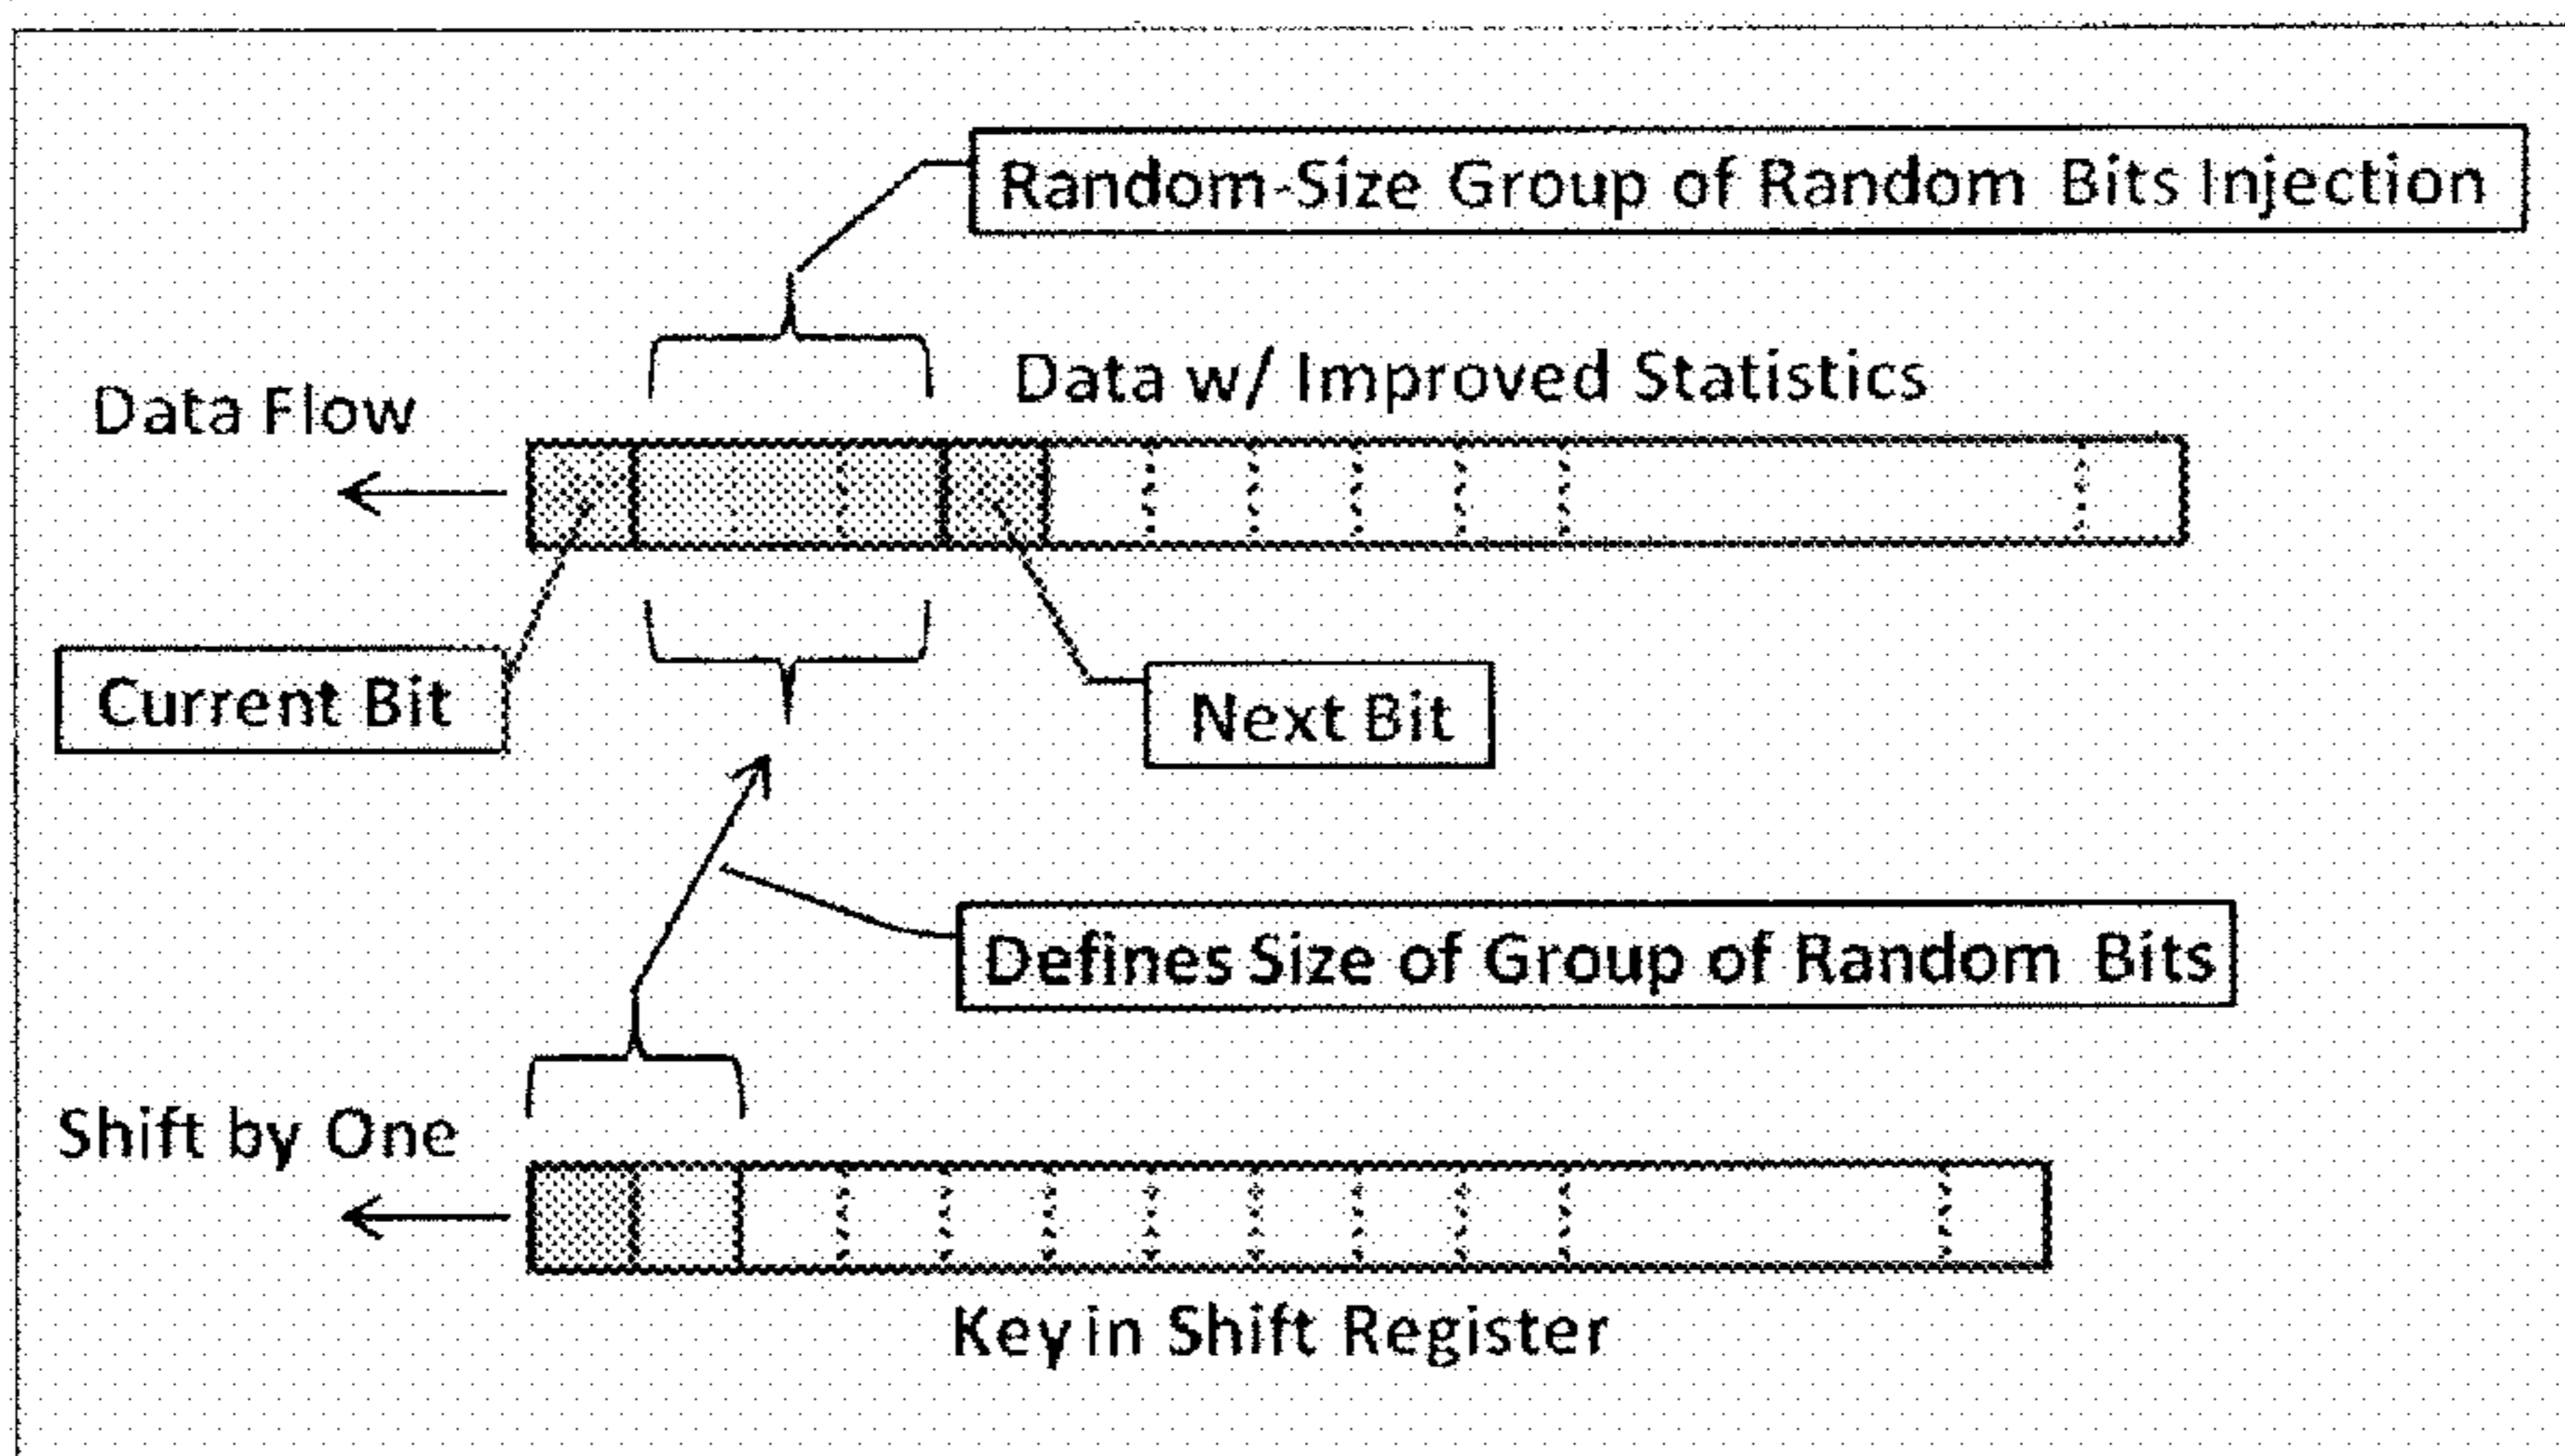 Random-Size Group of Random Bits Injection
Data w/ Improved Statistics
Data Flow
Current Bit
Next Bit
Defines Size of Group of Random Bits
Shift by One
Key in Shift Register